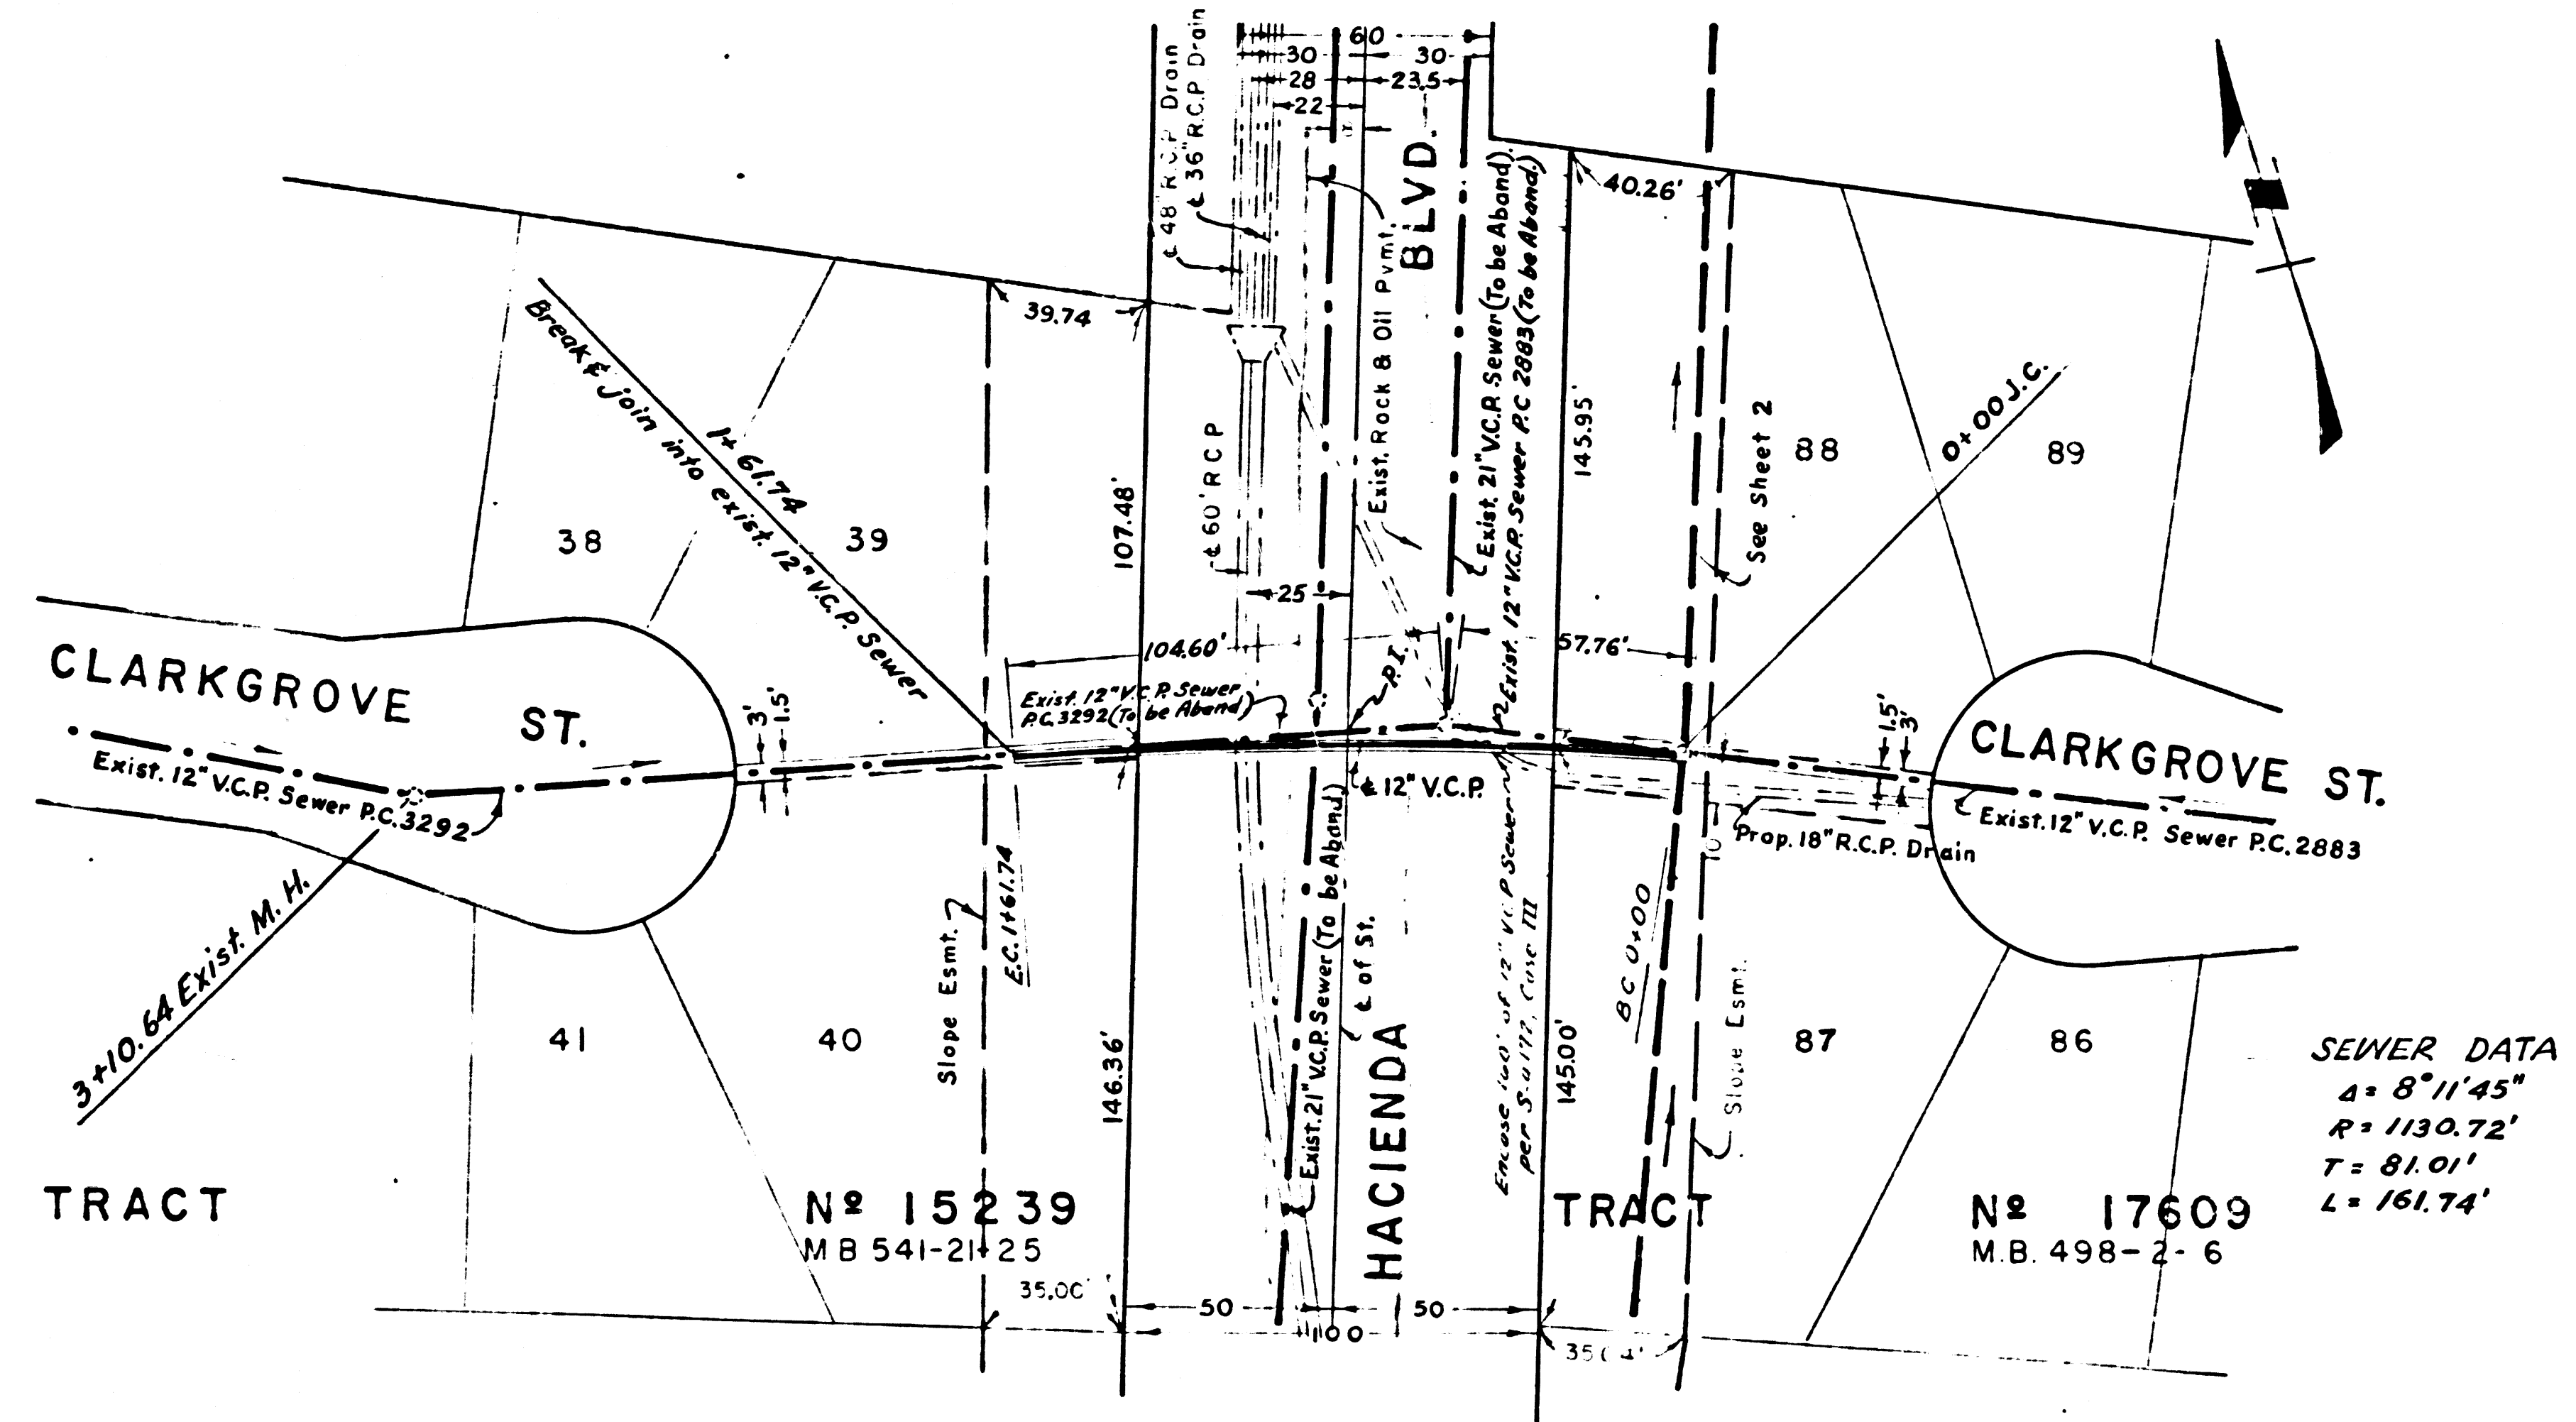 60
30
30
28
23.5
22
℄ 48" R.C.P. Drain
℄ 36" R.C.P. Drain
BLVD.
Exist. Rock & Oil Pvmt.
℄ Exist. 21" V.C.P. Sewer (To be Aband).
Exist. 12" V.C.P. Sewer P.C 2883 (To be Aband.)
40.26'
39.74
Break & join into exist. 12" V.C.P. Sewer
1+61.74
38
39
107.48'
℄ 60' R C P
25
145.95'
See Sheet 2
88
89
0+00 J.C.
CLARKGROVE ST.
Exist. 12" V.C.P. Sewer P.C. 3292
3'
1.5'
104.60'
57.76'
Exist. 12" V.C.P. Sewer
P.C. 3292 (To be Aband)
P.I.
℄ 12" V.C.P.
1.5'
3'
CLARKGROVE ST.
℄ Exist. 12" V.C.P. Sewer P.C. 2883
Prop. 18" R.C.P. Drain
10'
3+10.64 Exist. M. H.
41
40
Slope Esmt.
E.C. 1+61.74
146.36'
Exist. 21" V.C.P. Sewer (To be Aband)
℄ of St.
HACIENDA
of 12" V.C.P Sewer
per Case III
145.00'
B C 0+00
Slope Esmt.
87
86
SEWER DATA
Δ = 8°11'45"
R = 1130.72'
T = 81.01'
L = 161.74'
TRACT Nº 15239
M B 541-21-25
TRACT Nº 17609
M.B. 498-2-6
35.00'
50
50
100